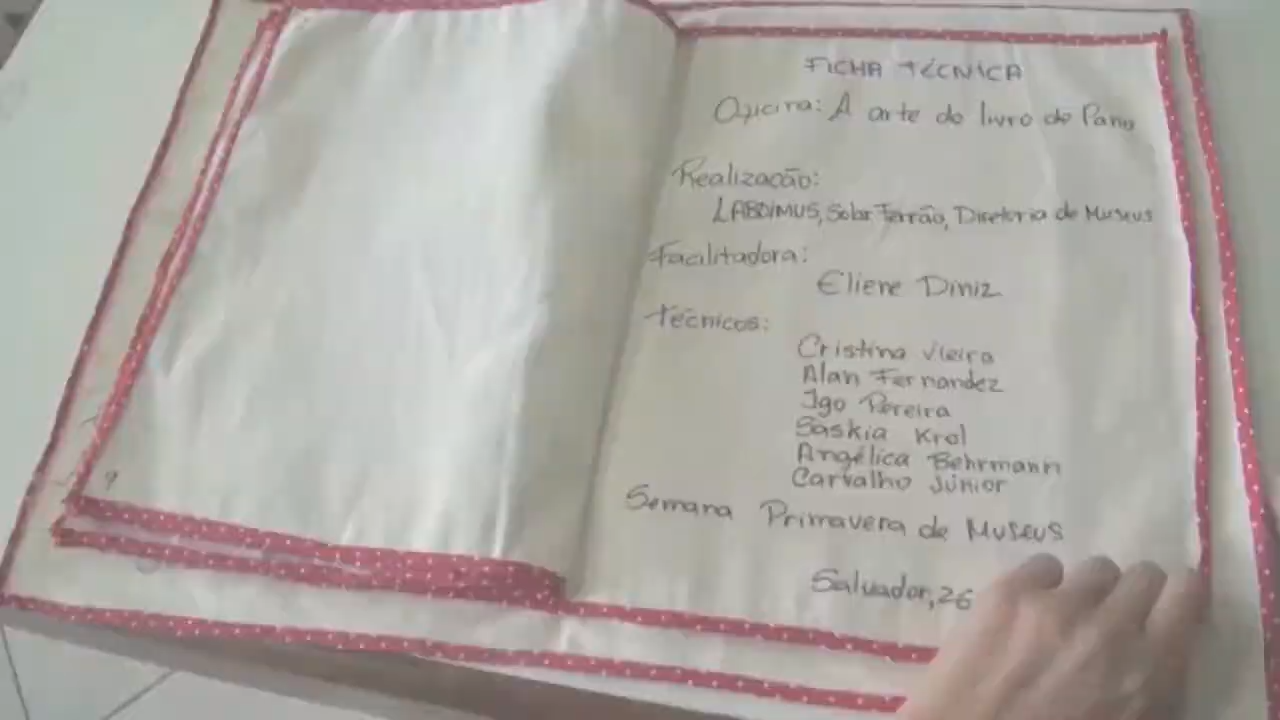 FICHA TÉCNICA
Oficina: A arte do livro de Pano
Realização:
LABDIMUS, Solar Ferrão, Diretoria de Museus
Facilitadora:
Eliene Diniz
Técnicos:
Cristina Vieira
Alan Fernandez
Igo Pereira
Saskia Krol
Angélica Behrmann
Carvalho Júnior
Semana Primavera de Museus
Salvador, 26
9